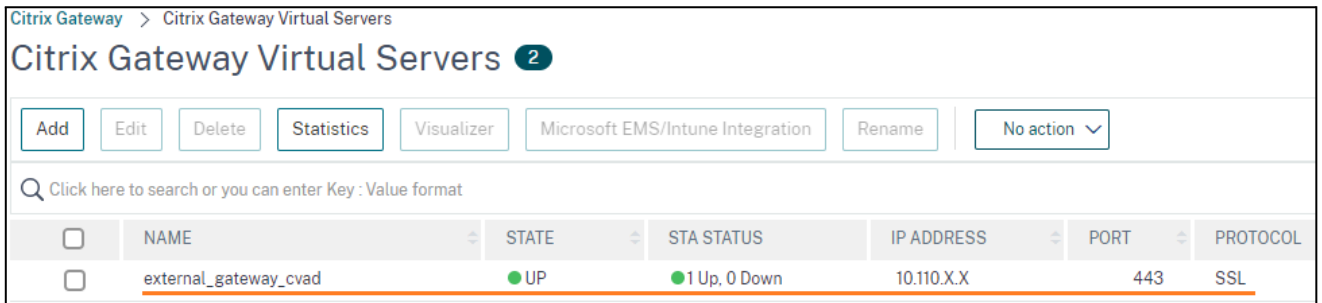 Citrix Gateway > Citrix Gateway Virtual Servers
Citrix Gateway Virtual Servers 2
Add Edit Delete Statistics Visualizer Microsoft EMS/Intune Integration Rename No action
Click here to search or you can enter Key : Value format
NAME STATE STA STATUS IP ADDRESS PORT PROTOCOL
external_gateway_cvad UP 1 Up, 0 Down 10.110.X.X 443 SSL